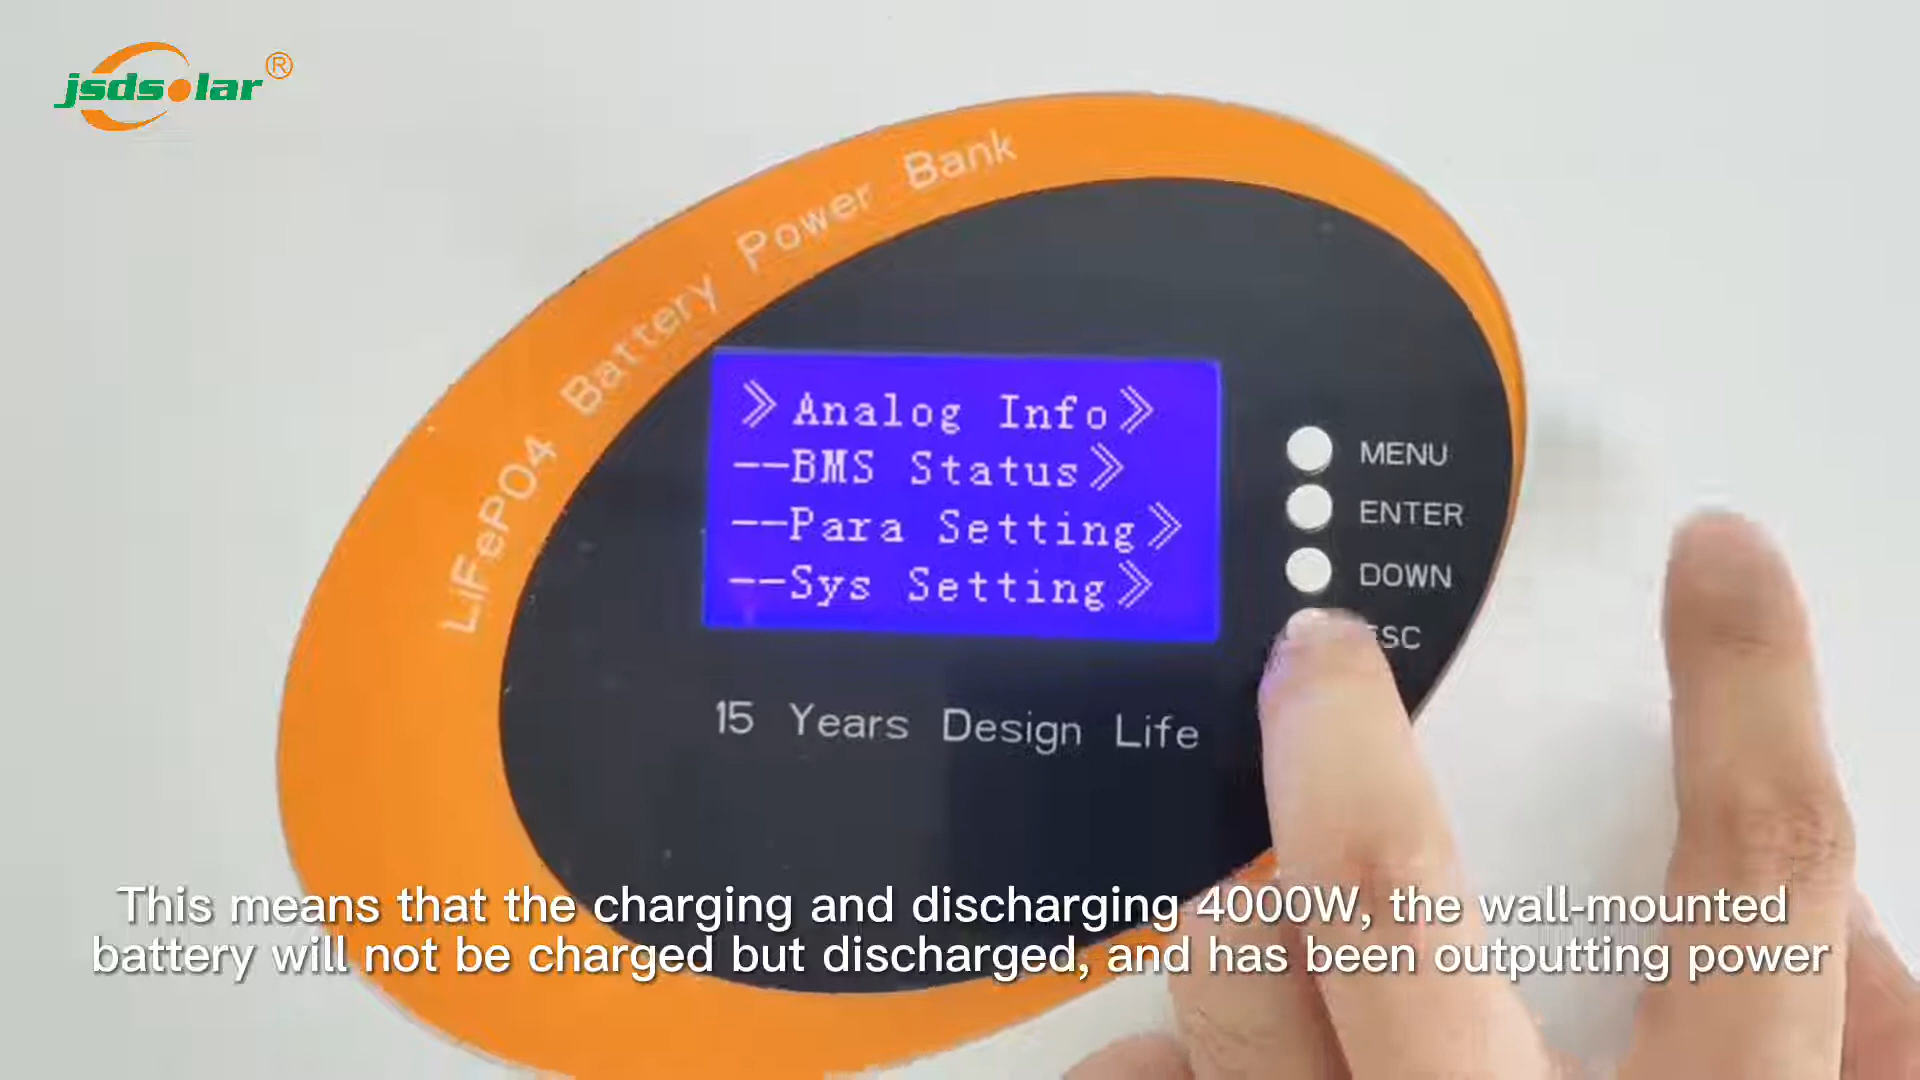 jsdsolar®
LiFePO4 Battery Power Bank
》Analog Info》
--BMS Status》
--Para Setting》
--Sys Setting》
MENU
ENTER
DOWN
ESC
15 Years Design Life
This means that the charging and discharging 4000W, the wall-mounted
battery will not be charged but discharged, and has been outputting power